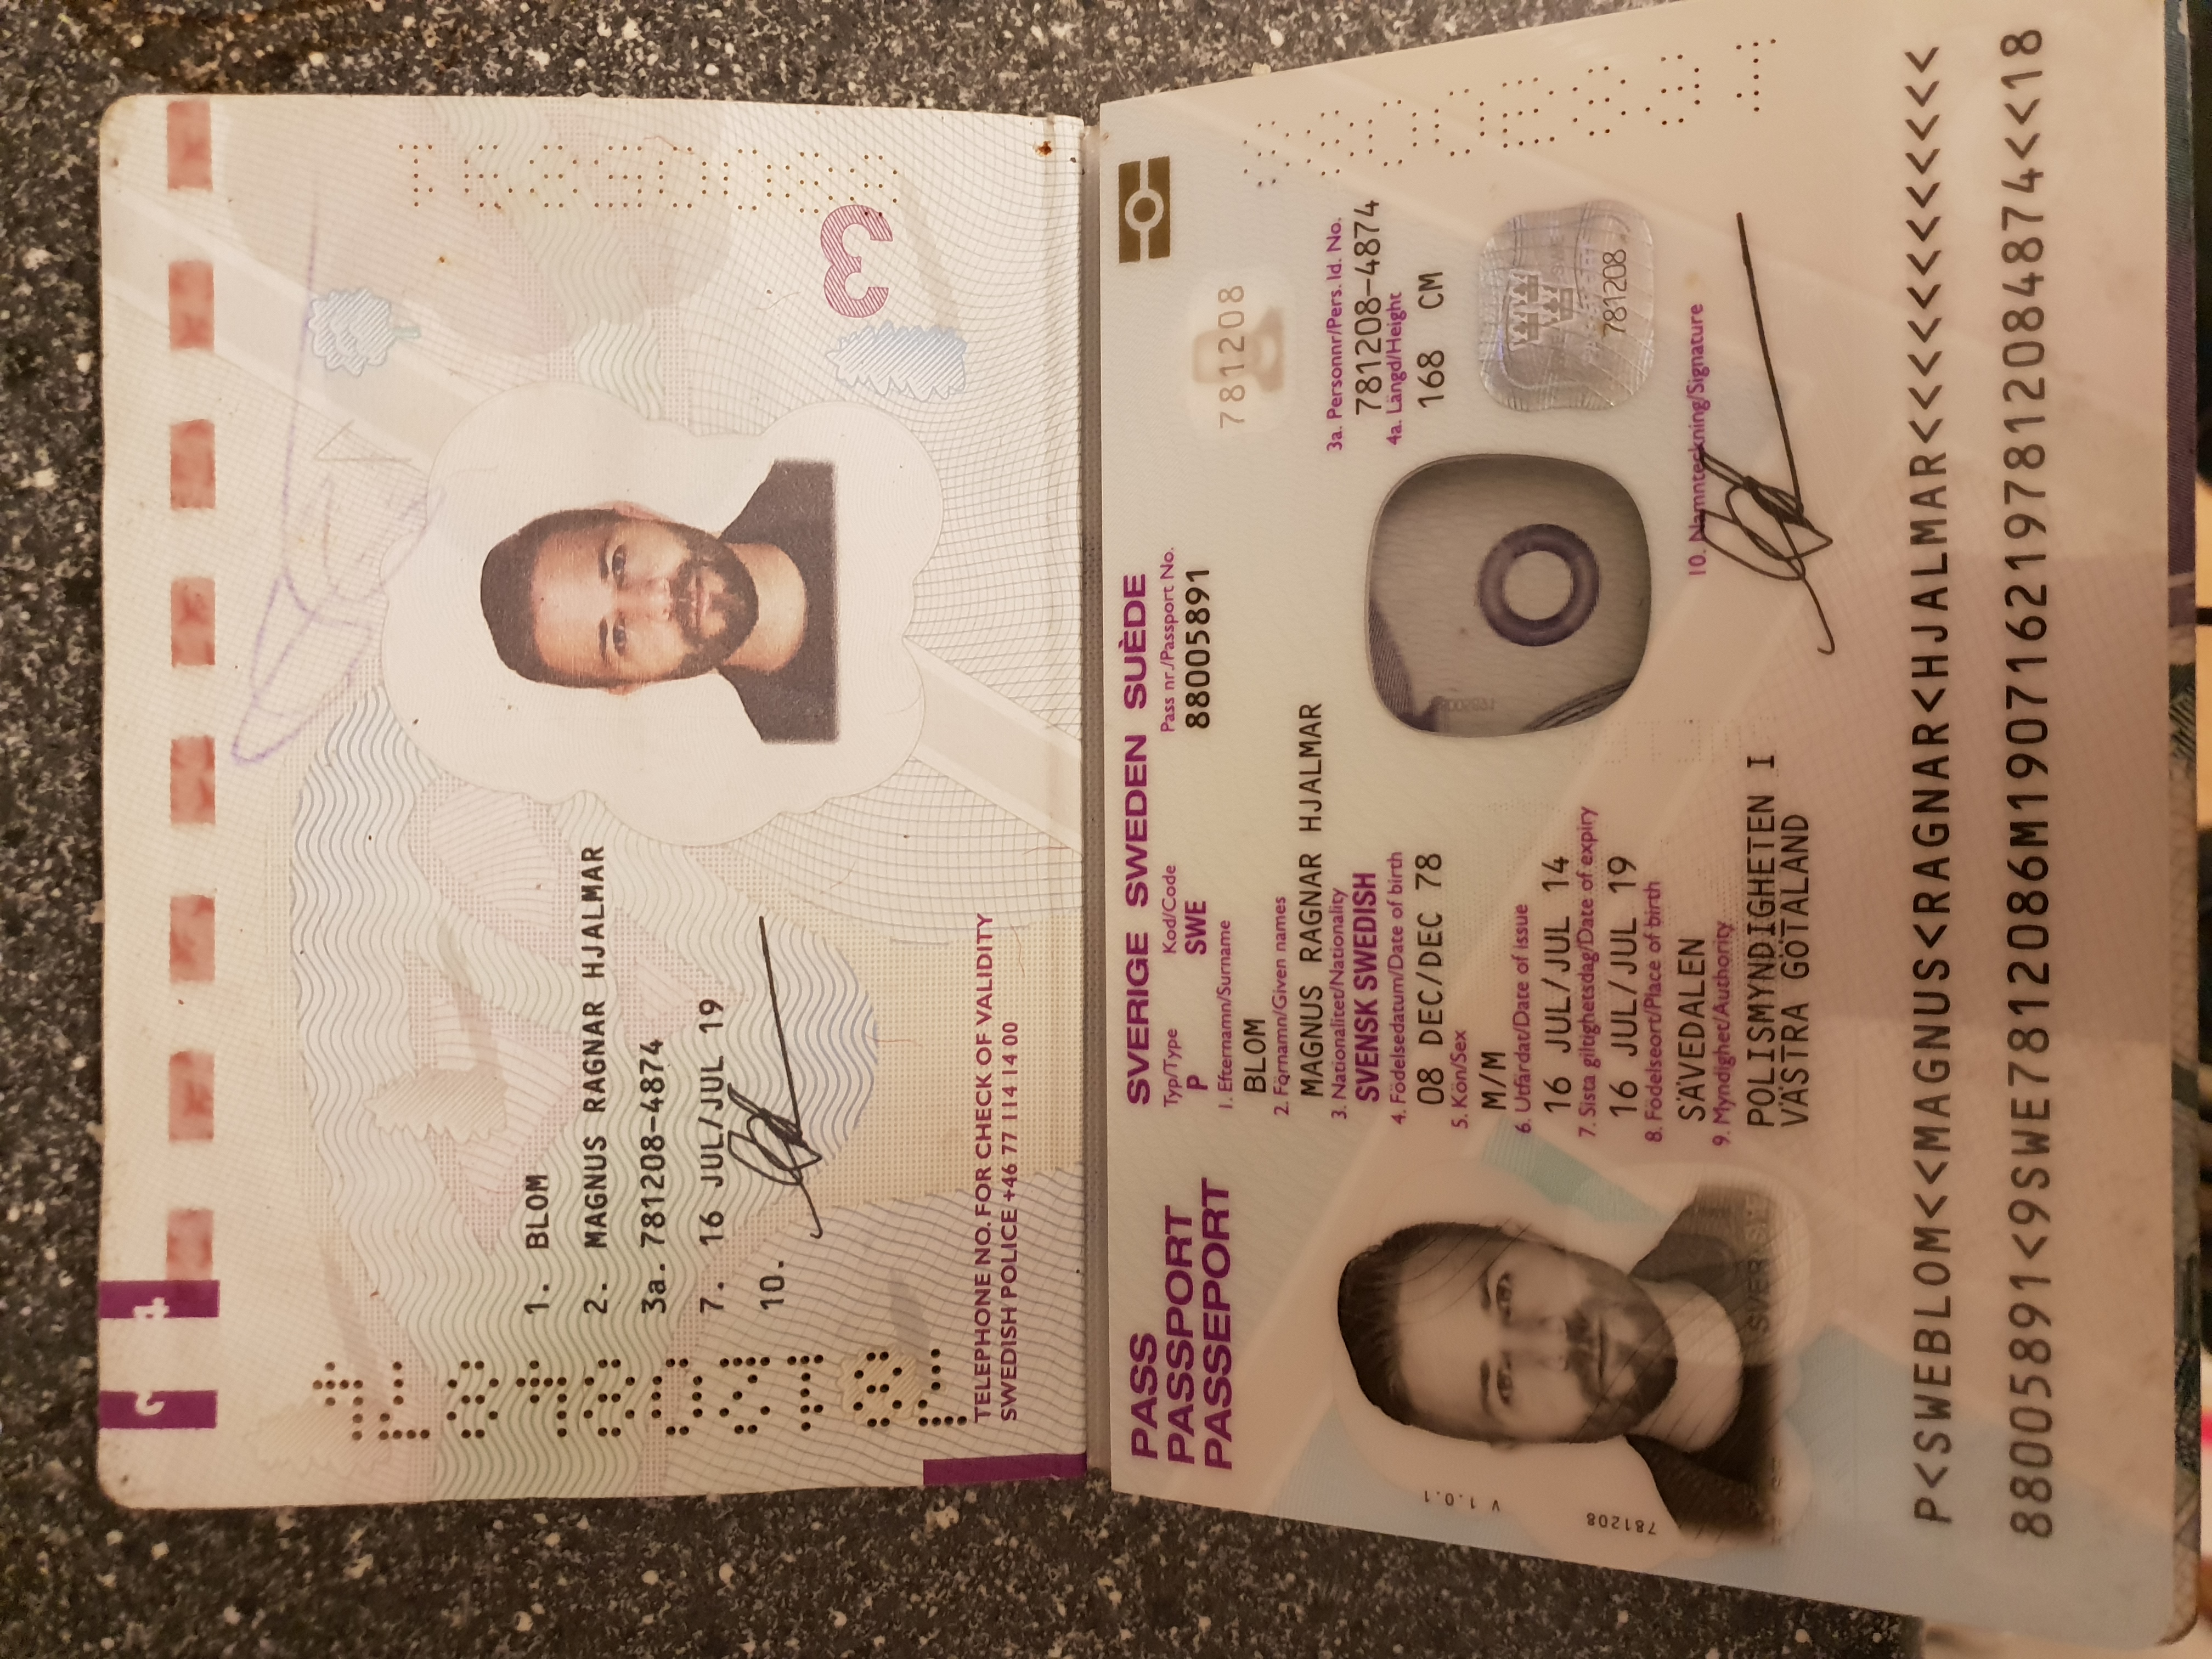 1. BLOM
2. MAGNUS RAGNAR HJALMAR
3a. 781208-4874
7. 16 JUL/JUL 19
10.
3
TELEPHONE NO. FOR CHECK OF VALIDITY
SWEDISH POLICE +46 77 114 14 00
PASS
PASSPORT
PASSEPORT
SVERIGE SWEDEN SUÈDE
Typ/Type Kod/Code Pass nr./Passport No.
P SWE 88005891
1. Efternamn/Surname
BLOM
781208
2. Förnamn/Given names
MAGNUS RAGNAR HJALMAR
3. Nationalitet/Nationality 3a. Personnr/Pers. Id. No.
SVENSK SWEDISH 781208-4874
4. Födelsedatum/Date of birth 4a. Längd/Height
08 DEC/DEC 78 168 CM
5. Kön/Sex
M/M
V 1.0.1
6. Utfärdat/Date of issue
16 JUL/JUL 14
7. Sista giltighetsdag/Date of expiry
16 JUL/JUL 19
781208
781208
8. Födelseort/Place of birth
SÄVEDALEN
10. Namnteckning/Signature
9. Myndighet/Authority
POLISMYNDIGHETEN I
VÄSTRA GÖTALAND
P<SWEBLOM<<MAGNUS<RAGNAR<HJALMAR<<<<<<<<<<<<
88005891<9SWE7812086M1907162197812084874<<18